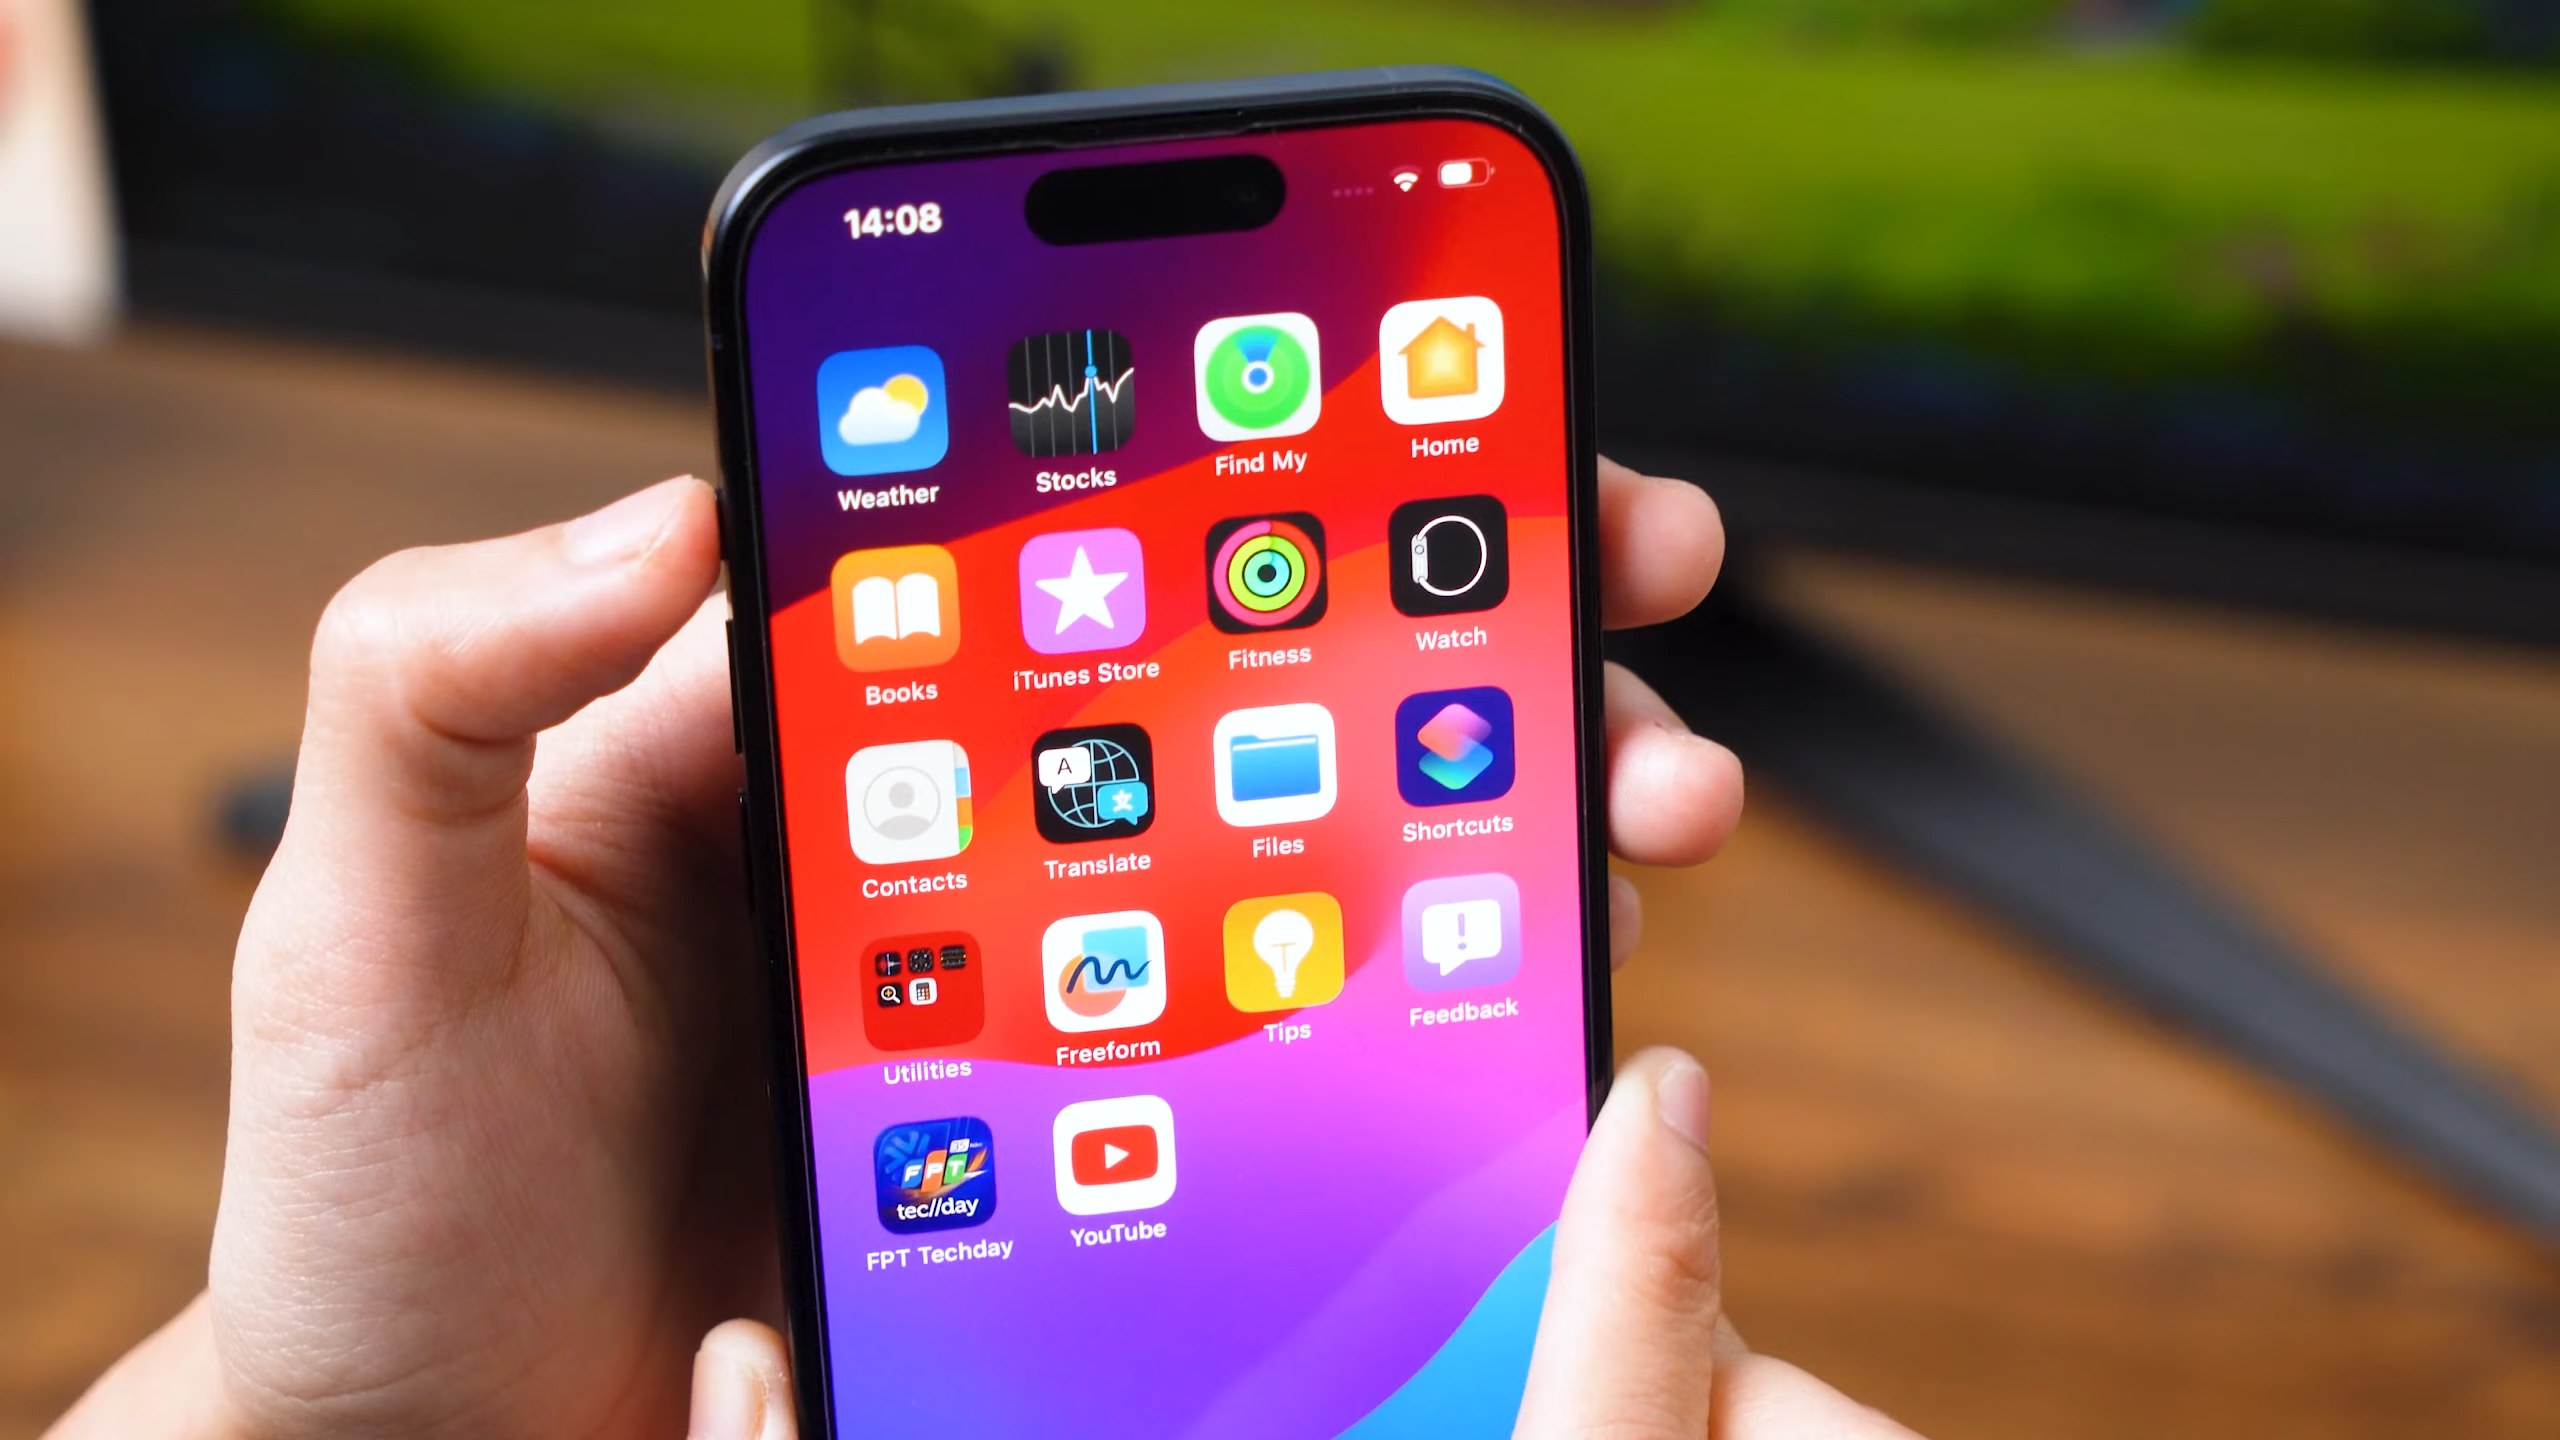 14:08
Weather
Stocks
Find My
Home
Books
iTunes Store
Fitness
Watch
Contacts
A
文
Translate
Files
Shortcuts
Utilities
Freeform
Tips
!
Feedback
FPT
tec//day
FPT Techday
YouTube